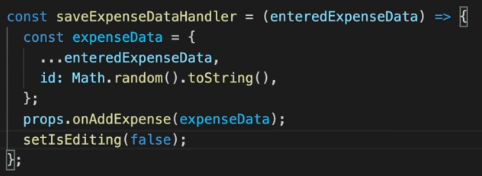 const saveExpenseDataHandler = (enteredExpenseData) => {
  const expenseData = {
    ...enteredExpenseData,
    id: Math.random().toString(),
  };
  props.onAddExpense(expenseData);
  setIsEditing(false);
};